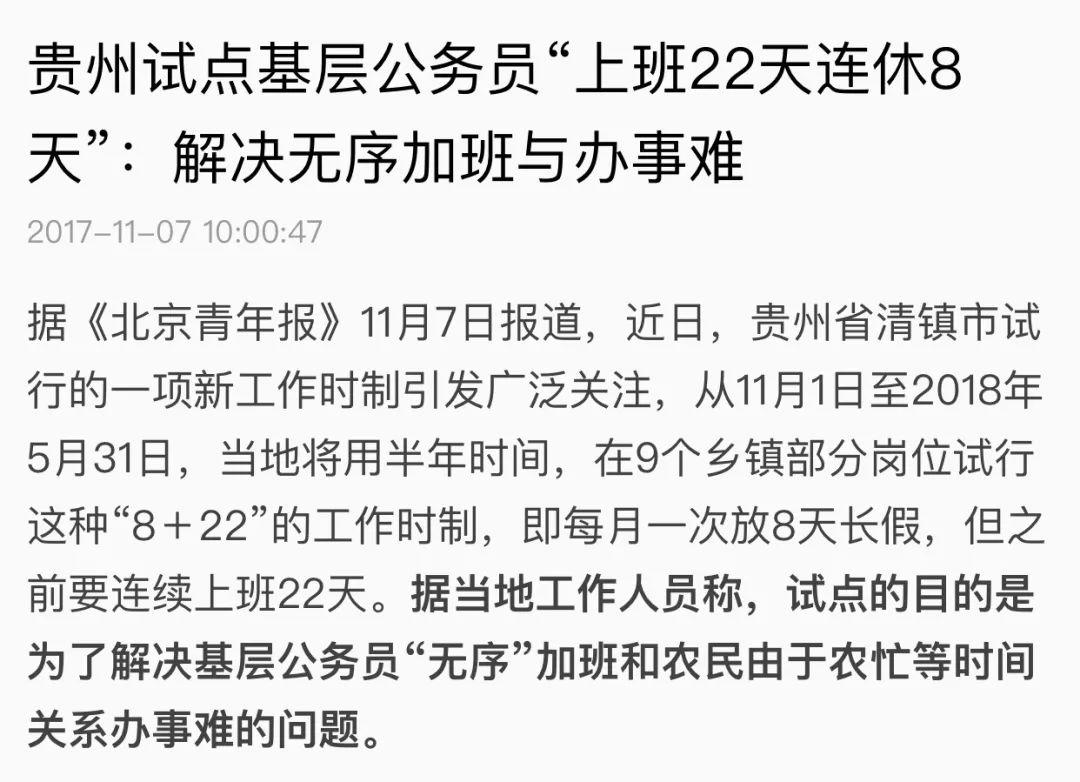 贵州试点基层公务员“上班22天连休8
天”：解决无序加班与办事难
2017-11-07 10:00:47
据《北京青年报》11月7日报道，近日，贵州省清镇市试
行的一项新工作时制引发广泛关注，从11月1日至2018年
5月31日，当地将用半年时间，在9个乡镇部分岗位试行
这种“8＋22”的工作时制，即每月一次放8天长假，但之
前要连续上班22天。据当地工作人员称，试点的目的是
为了解决基层公务员“无序”加班和农民由于农忙等时间
关系办事难的问题。